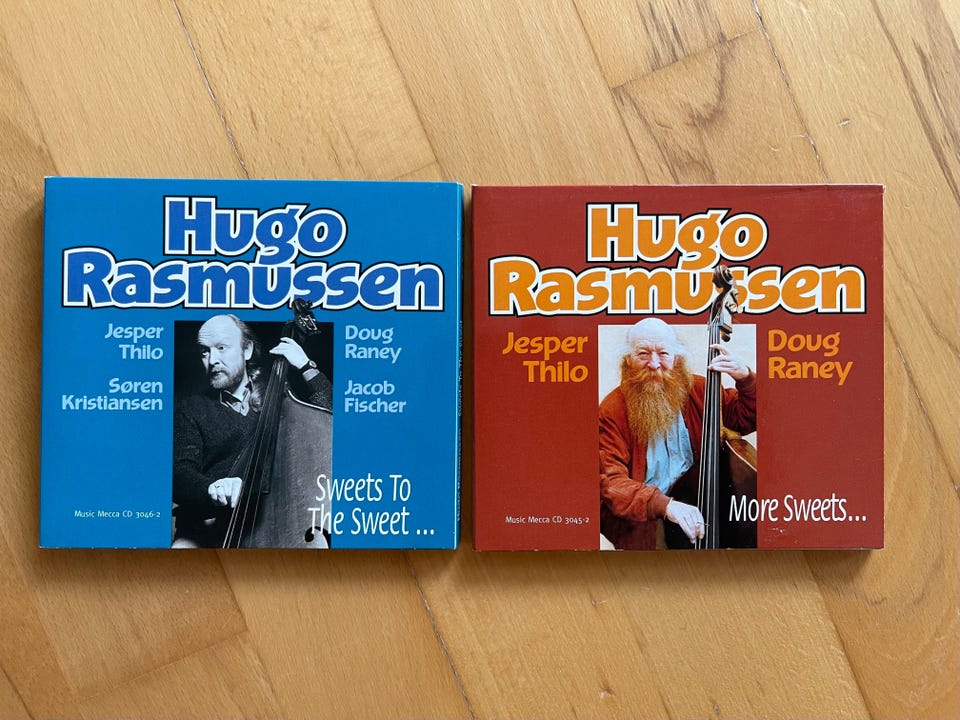 Hugo
Rasmussen
Jesper
Thilo
Doug
Raney
Søren
Kristiansen
Jacob
Fischer
Sweets To
The Sweet ...
Music Mecca CD 3046-2
Hugo
Rasmussen
Jesper
Thilo
Doug
Raney
More Sweets...
Music Mecca CD 3045-2